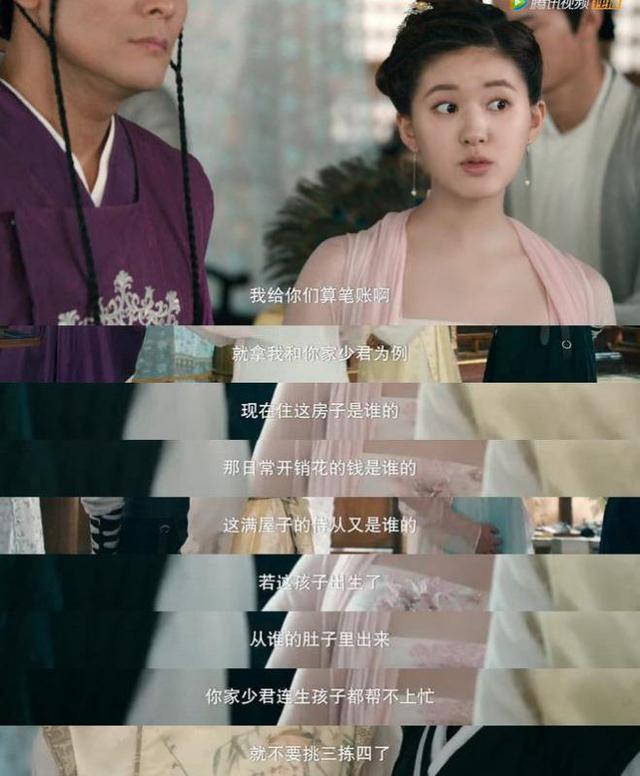 腾讯视频
我给你们算笔账啊
就拿我和你家少君为例
现在住这房子是谁的
那日常开销花的钱是谁的
这满屋子的侍从又是谁的
若这孩子出生了
从谁的肚子里出来
你家少君连生孩子都帮不上忙
就不要挑三拣四了